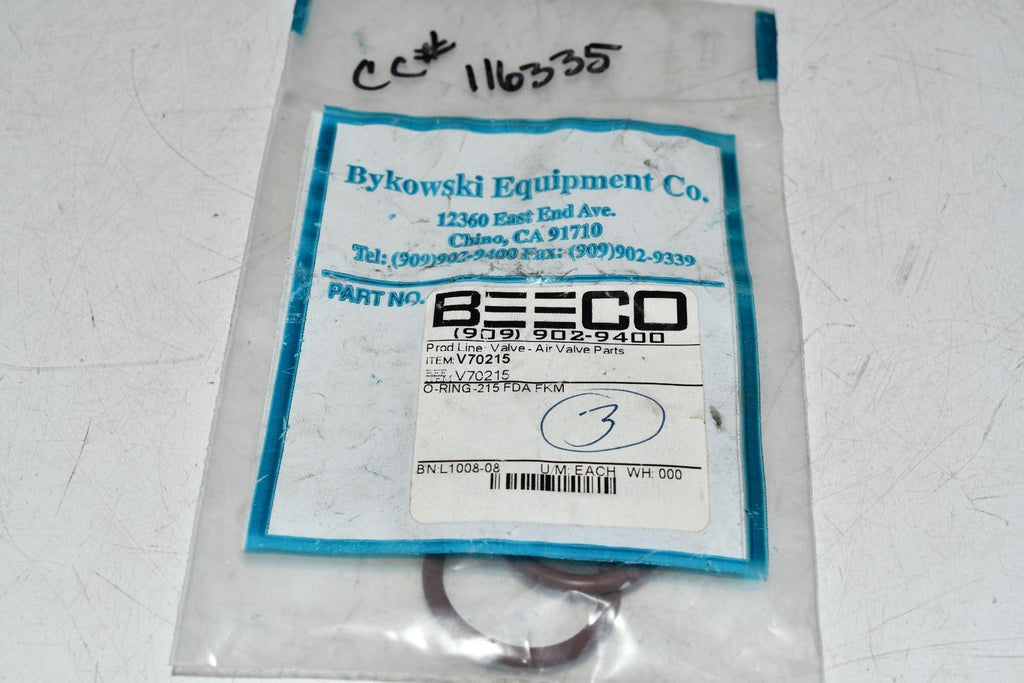 CC# 116335
Bykowski Equipment Co.
12360 East End Ave.
Chino, CA 91710
Tel: (909)902-9400 Fax: (909)902-9339
PART NO.
BEECO
(909) 902-9400
Prod Line: Valve - Air Valve Parts
ITEM: V70215
V70215
O-RING-215 FDA FKM
3
BN:L1008-08 U/M: EACH WH: 000